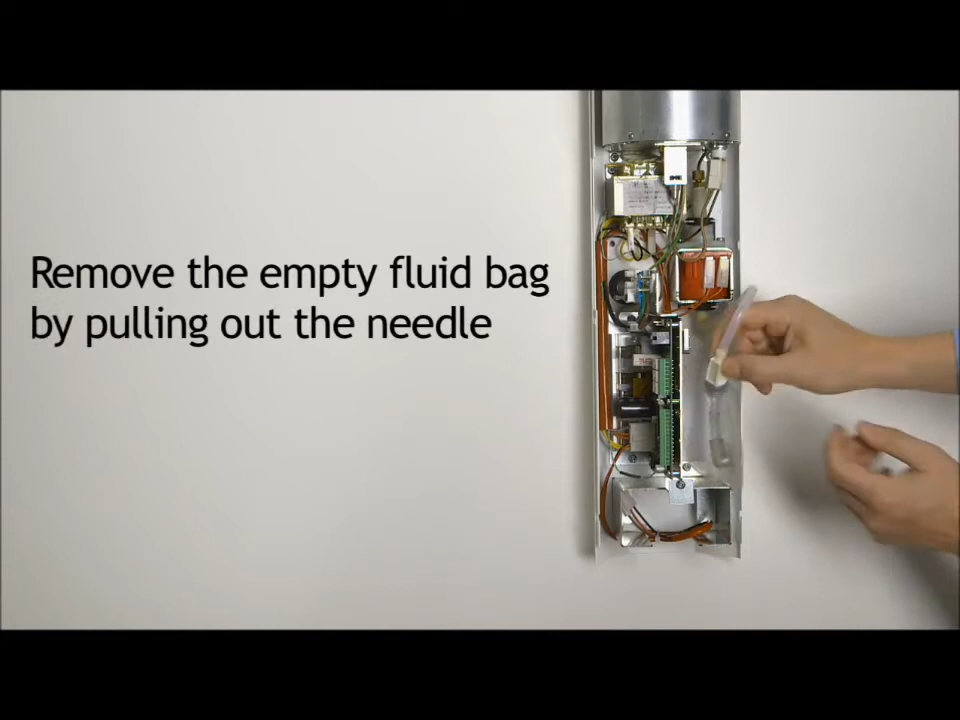 Remove the empty fluid bag
by pulling out the needle